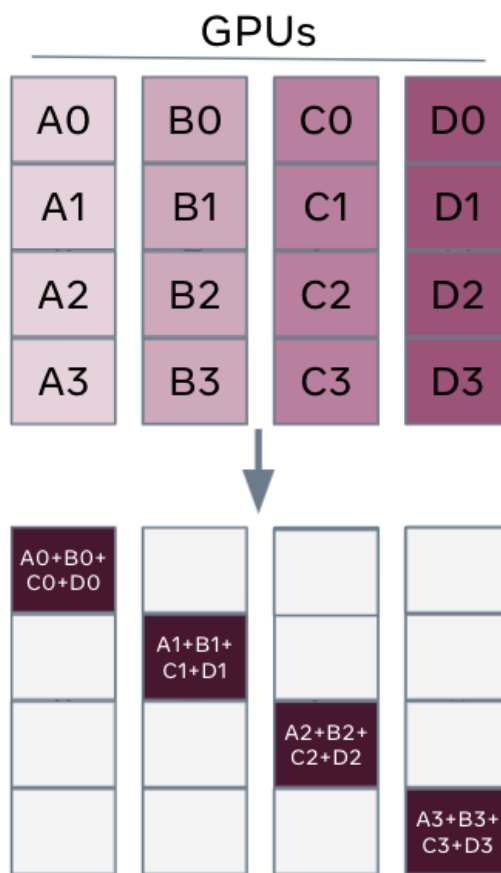 GPUs
A0 B0 C0 D0
A1 B1 C1 D1
A2 B2 C2 D2
A3 B3 C3 D3
A0+B0+
C0+D0
A1+B1+
C1+D1
A2+B2+
C2+D2
A3+B3+
C3+D3